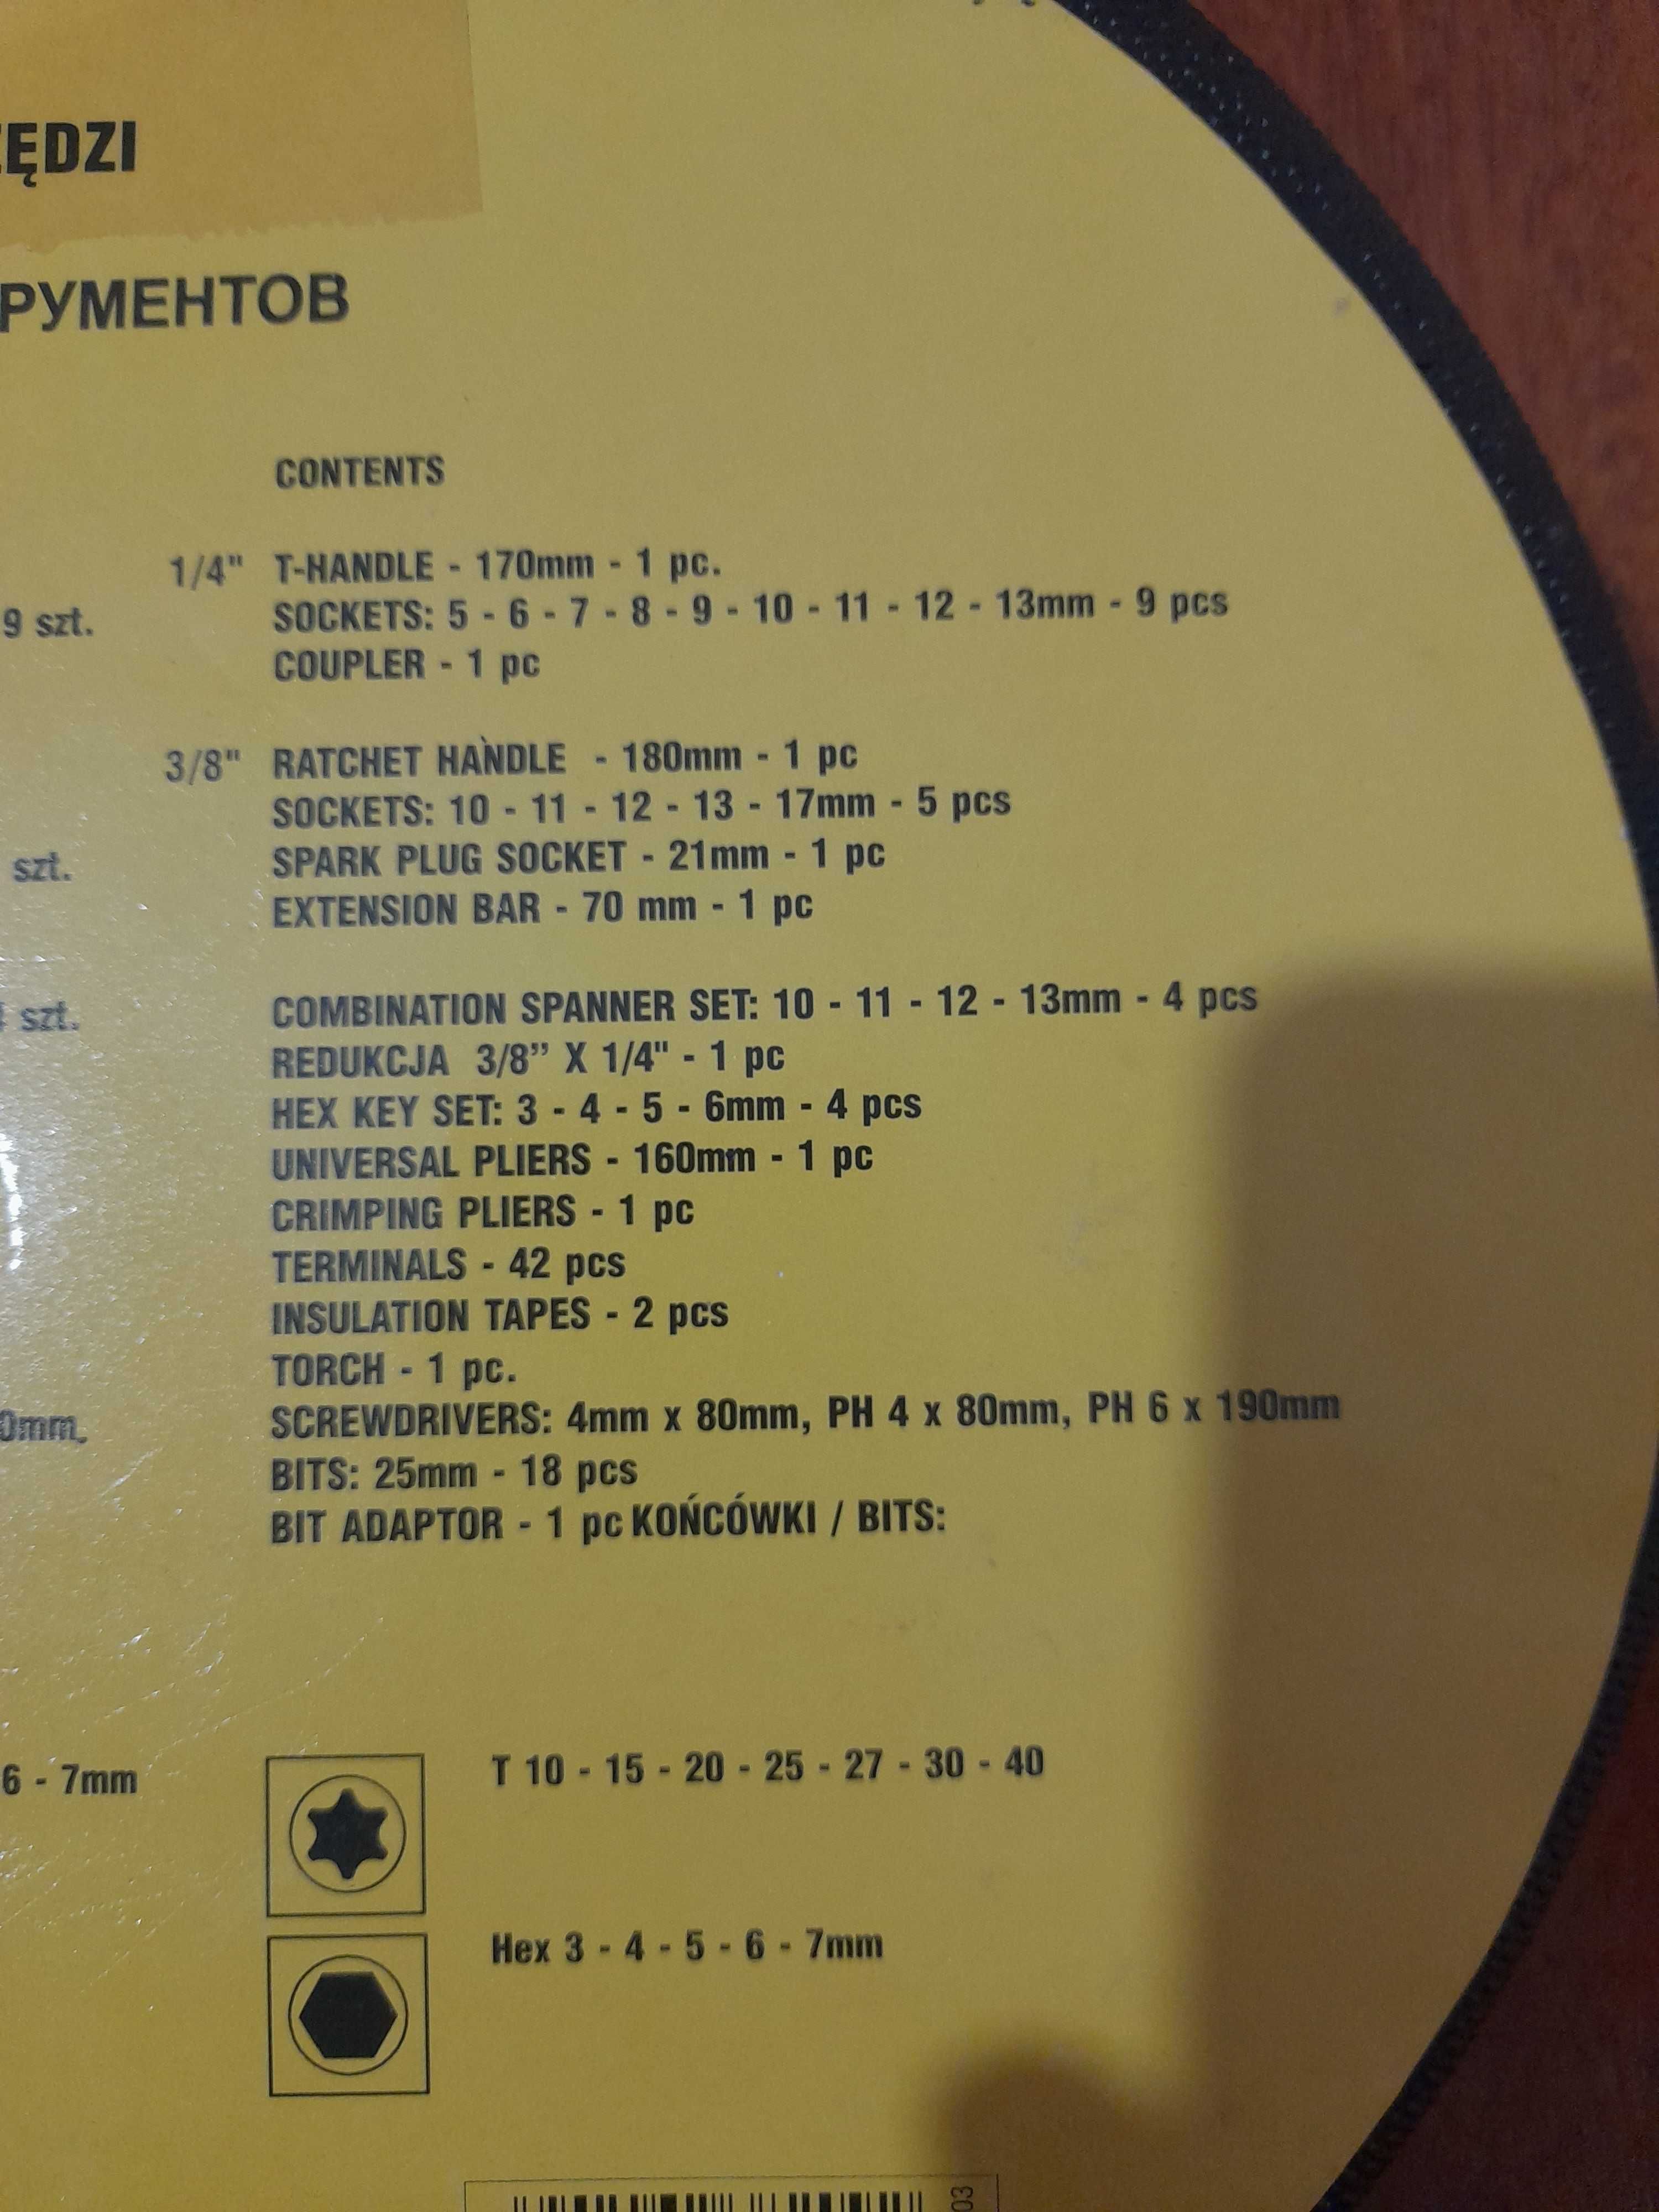 ĘDZI
РУМЕНТОВ
CONTENTS
1/4" T-HANDLE - 170mm - 1 pc.
9 szt. SOCKETS: 5 - 6 - 7 - 8 - 9 - 10 - 11 - 12 - 13mm - 9 pcs
COUPLER - 1 pc
3/8" RATCHET HANDLE - 180mm - 1 pc
SOCKETS: 10 - 11 - 12 - 13 - 17mm - 5 pcs
szt. SPARK PLUG SOCKET - 21mm - 1 pc
EXTENSION BAR - 70 mm - 1 pc
szt. COMBINATION SPANNER SET: 10 - 11 - 12 - 13mm - 4 pcs
REDUKCJA 3/8” X 1/4" - 1 pc
HEX KEY SET: 3 - 4 - 5 - 6mm - 4 pcs
UNIVERSAL PLIERS - 160mm - 1 pc
CRIMPING PLIERS - 1 pc
TERMINALS - 42 pcs
INSULATION TAPES - 2 pcs
TORCH - 1 pc.
0mm, SCREWDRIVERS: 4mm x 80mm, PH 4 x 80mm, PH 6 x 190mm
BITS: 25mm - 18 pcs
BIT ADAPTOR - 1 pc KOŃCÓWKI / BITS:
6 - 7mm T 10 - 15 - 20 - 25 - 27 - 30 - 40
Hex 3 - 4 - 5 - 6 - 7mm
03